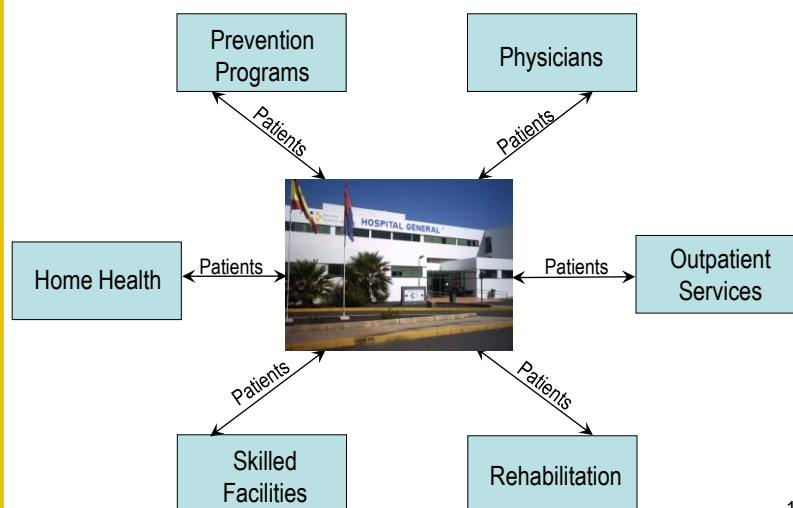 Prevention
Programs
Physicians
Patients
Patients
HOSPITAL GENERAL
Home Health
Patients
Patients
Outpatient
Services
Patients
Patients
Skilled
Facilities
Rehabilitation
1